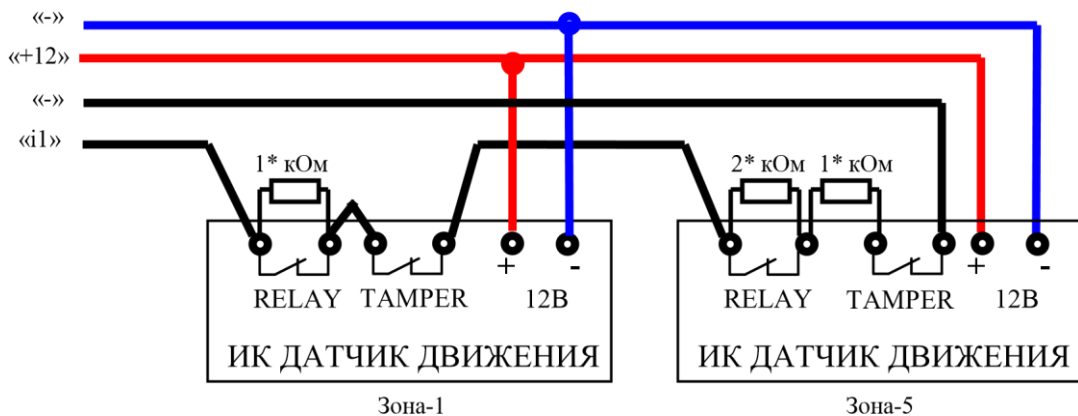 «-»
«+12»
«-»
«i1»
1* кОм
2* кОм 1* кОм
+ - + -
RELAY TAMPER 12В RELAY TAMPER 12В
ИК ДАТЧИК ДВИЖЕНИЯ ИК ДАТЧИК ДВИЖЕНИЯ
Зона-1 Зона-5